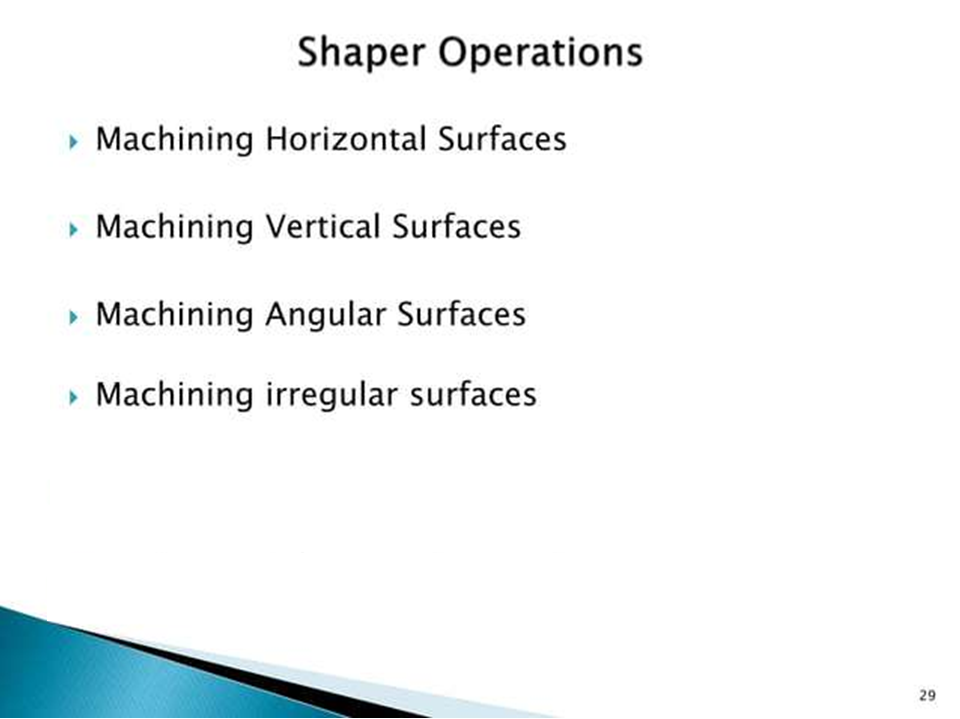 Shaper Operations
Machining Horizontal Surfaces
Machining Vertical Surfaces
Machining Angular Surfaces
Machining irregular surfaces
29